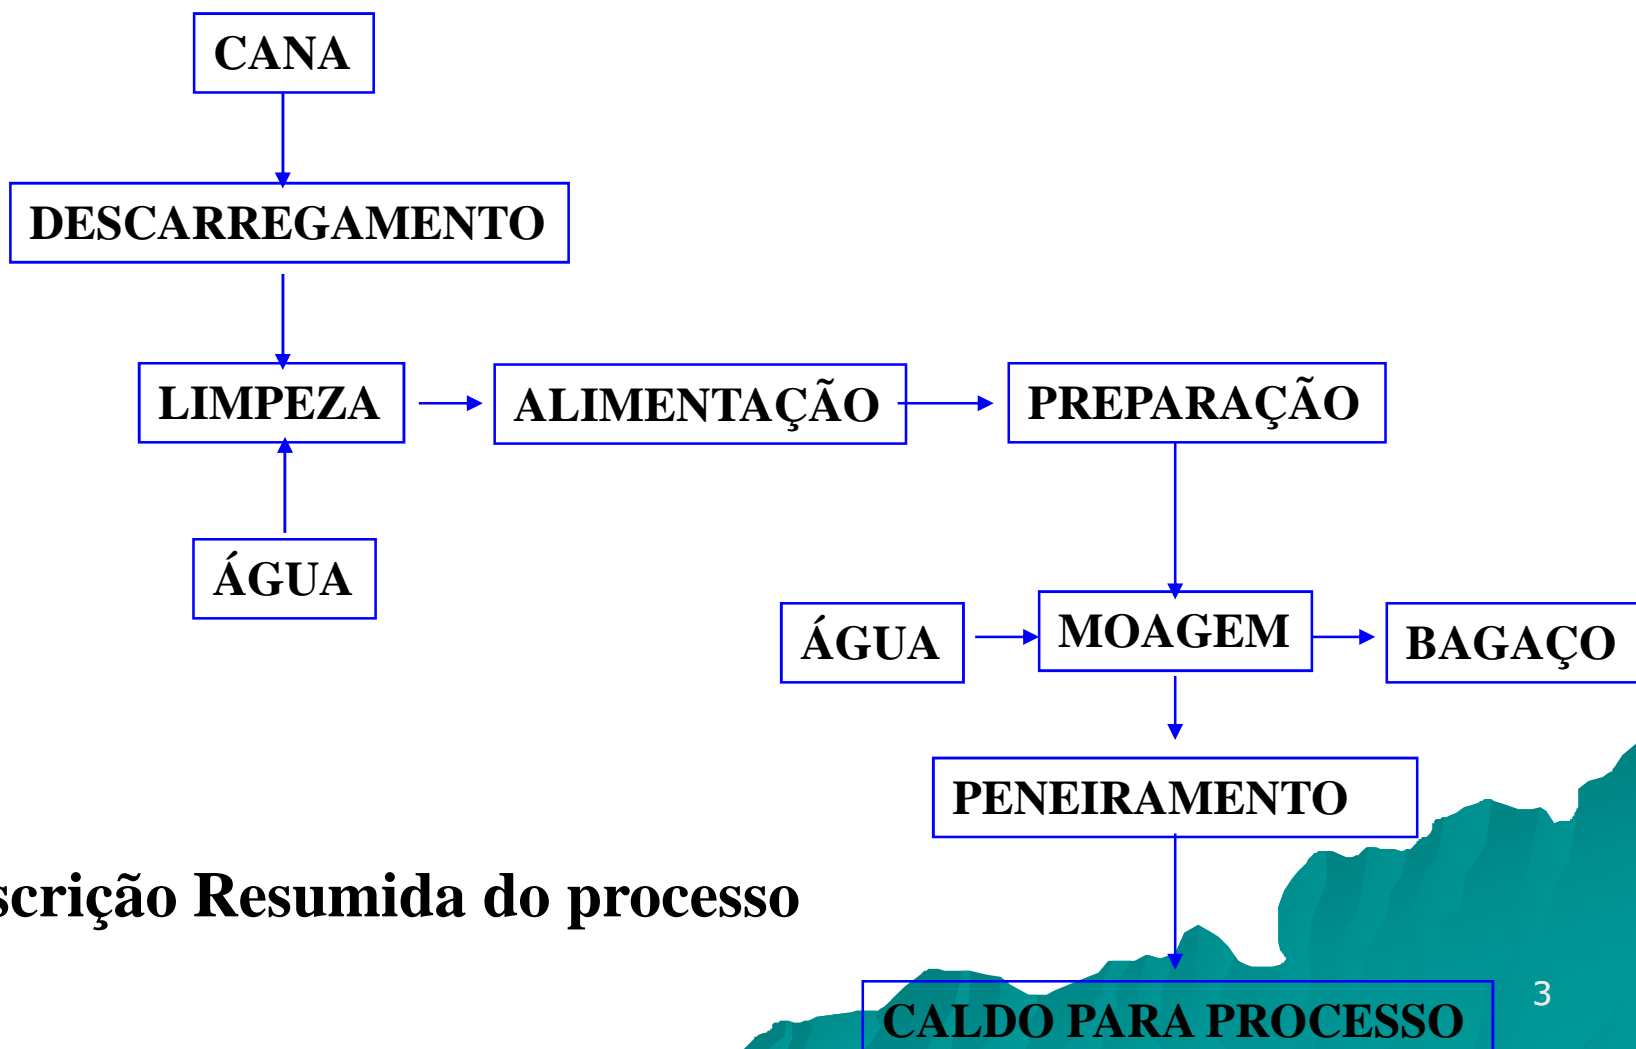 CANA
DESCARREGAMENTO
LIMPEZA
ALIMENTAÇÃO
PREPARAÇÃO
ÁGUA
ÁGUA
MOAGEM
BAGAÇO
PENEIRAMENTO
scrição Resumida do processo
CALDO PARA PROCESSO
3